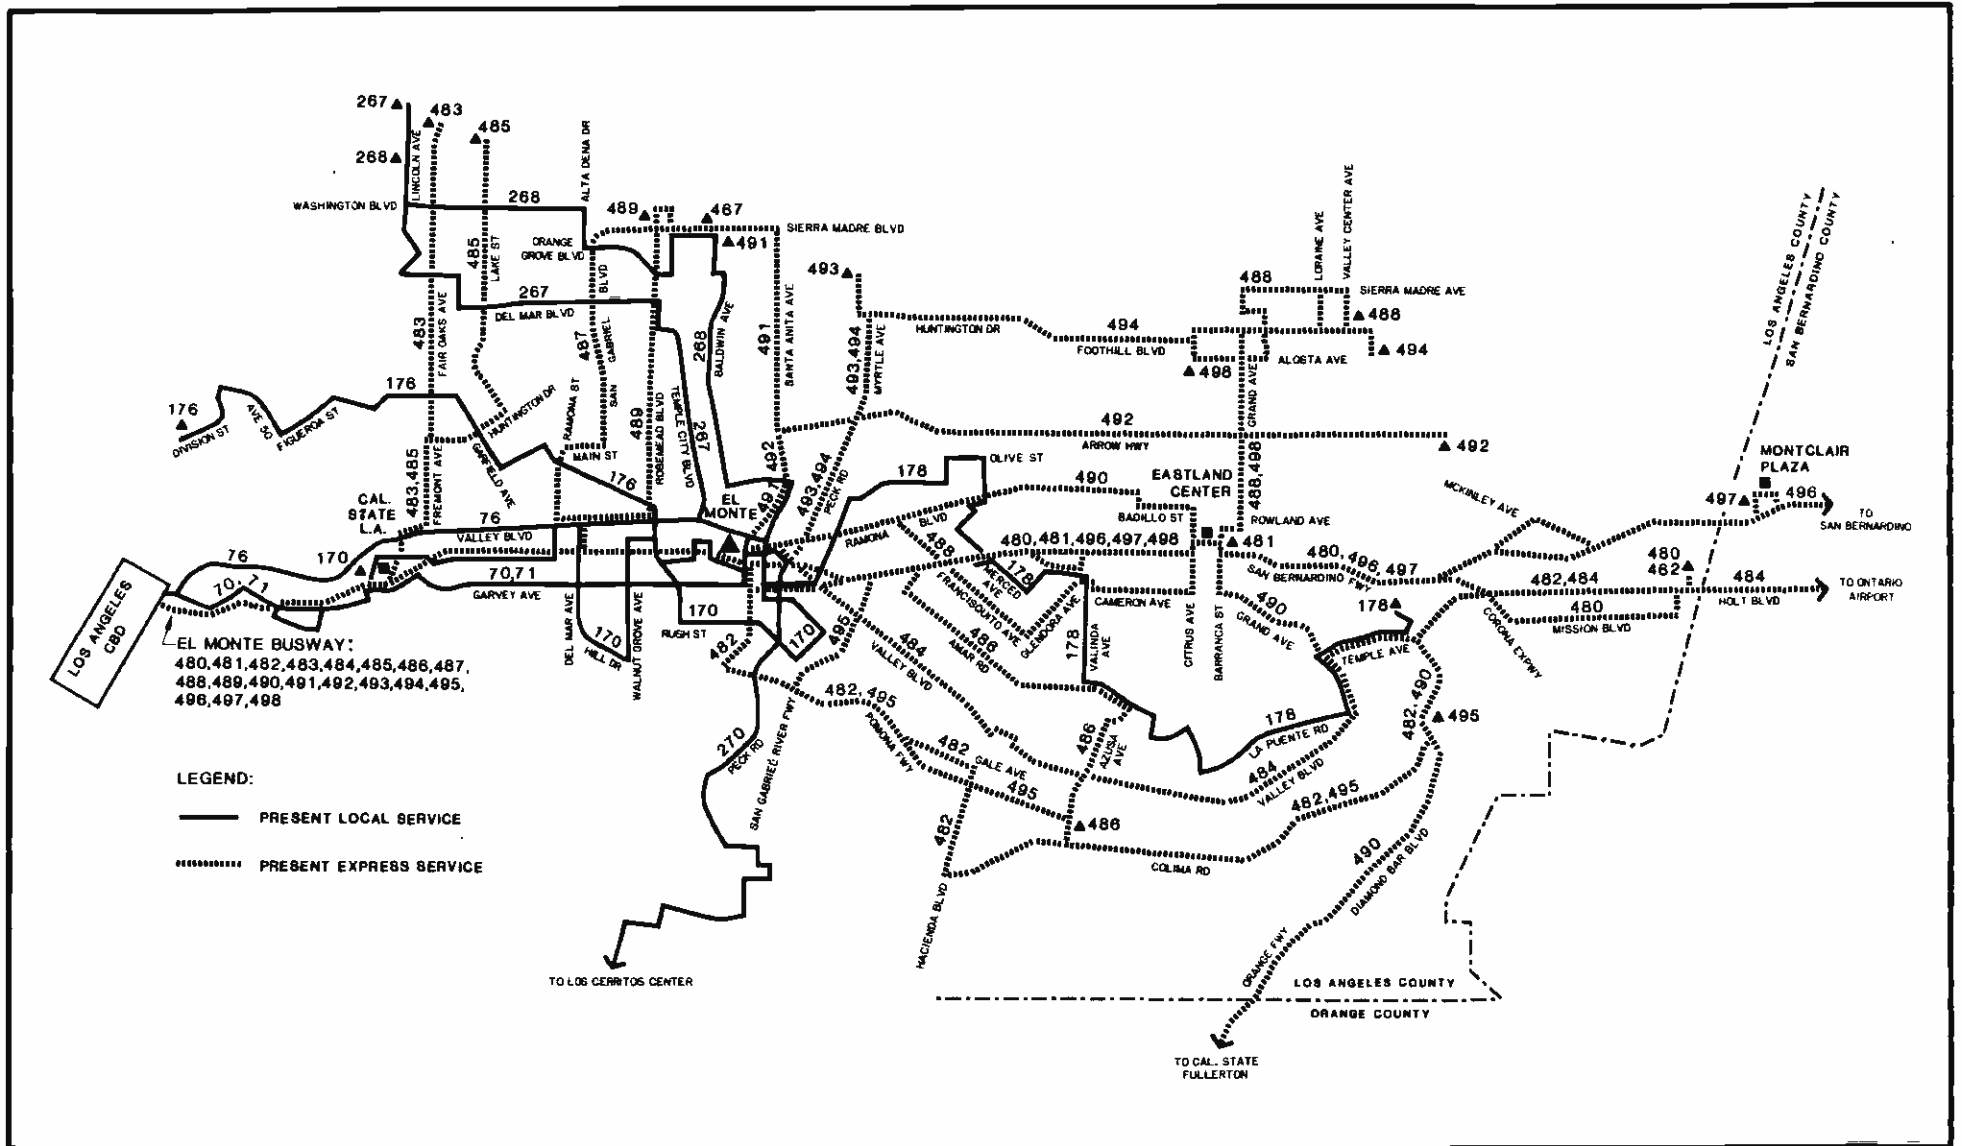 267
483
485
268
LINCOLN AVE
ALTA DENA DR
WASHINGTON BLVD
268
489
467
SIERRA MADRE BLVD
491
ORANGE
GROVE BLVD
485
LAKE ST
BLVD
493
267
DEL MAR BLVD
483
FAIR OAKS AVE
487
SAN GABRIEL
268
BALDWIN AVE
491
SANTA ANITA AVE
493,494
MYRTLE AVE
HUNTINGTON DR
494
FOOTHILL BLVD
488
LORAINE AVE
VALLEY CENTER AVE
SIERRA MADRE AVE
488
494
ALOSTA AVE
498
GRAND AVE
LOS ANGELES COUNTY
SAN BERNARDINO COUNTY
176
DIVISION ST
AVE 50
FIGUEROA ST
176
HUNTINGTON DR
GARFIELD AVE
RAMONA ST
MAIN ST
489
ROSEMEAD BLVD
TEMPLE CITY BLVD
267
492
492
ARROW HWY
492
488,498
483,485
FREMONT AVE
176
491
493,494
PECK RD
178
OLIVE ST
490
BADILLO ST
EASTLAND
CENTER
ROWLAND AVE
481
MCKINLEY AVE
MONTCLAIR
PLAZA
497
496
TO
SAN BERNARDINO
CAL.
STATE
L.A.
76
VALLEY BLVD
EL
MONTE
RAMONA
BLVD
488
480,481,496,497,498
480,496,497
SAN BERNARDINO FWY
76
170
70,71
70,71
GARVEY AVE
LOS ANGELES
CBD
178
MERCED
AVE
FRANCISQUITO AVE
GLENDORA AVE
CAMERON AVE
490
GRAND AVE
178
TEMPLE AVE
482,484
480
482
484
HOLT BLVD
TO ONTARIO
AIRPORT
480
MISSION BLVD
CORONA EXPWY
EL MONTE BUSWAY:
480,481,482,483,484,485,486,487,
488,489,490,491,492,493,494,495,
496,497,498
DEL MAR AVE
170
HILL DR
WALNUT GROVE AVE
170
RUSH ST
482
170
495
484
VALLEY BLVD
486
AMAR RD
178
VALINDA
AVE
CITRUS AVE
BARRANCA ST
482,495
POMONA FWY
482
GALE AVE
495
486
AZUSA
AVE
178
LA PUENTE RD
484
VALLEY BLVD
482,490
495
482,495
270
PECK RD
SAN GABRIEL RIVER FWY
486
482
HACIENDA BLVD
COLIMA RD
490
DIAMOND BAR BLVD
ORANGE FWY
LEGEND:
PRESENT LOCAL SERVICE
PRESENT EXPRESS SERVICE
TO LOS CERRITOS CENTER
LOS ANGELES COUNTY
ORANGE COUNTY
TO CAL. STATE
FULLERTON